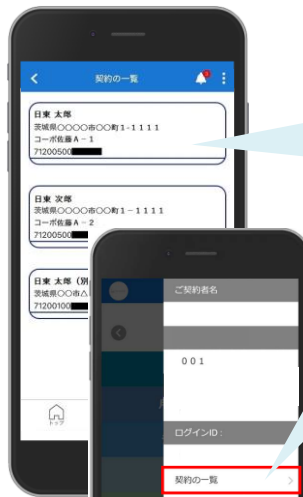 契約の一覧
日東 太郎
茨城県○○○○市○○町1-1111
コーポ佐藤A-1
71200500
日東 次郎
茨城県○○○○市○○町1-1111
コーポ佐藤A-2
71200500
日東 太郎（別
茨城県○○市△
71200100
トップ
ご契約者名
001
ログインID：
契約の一覧